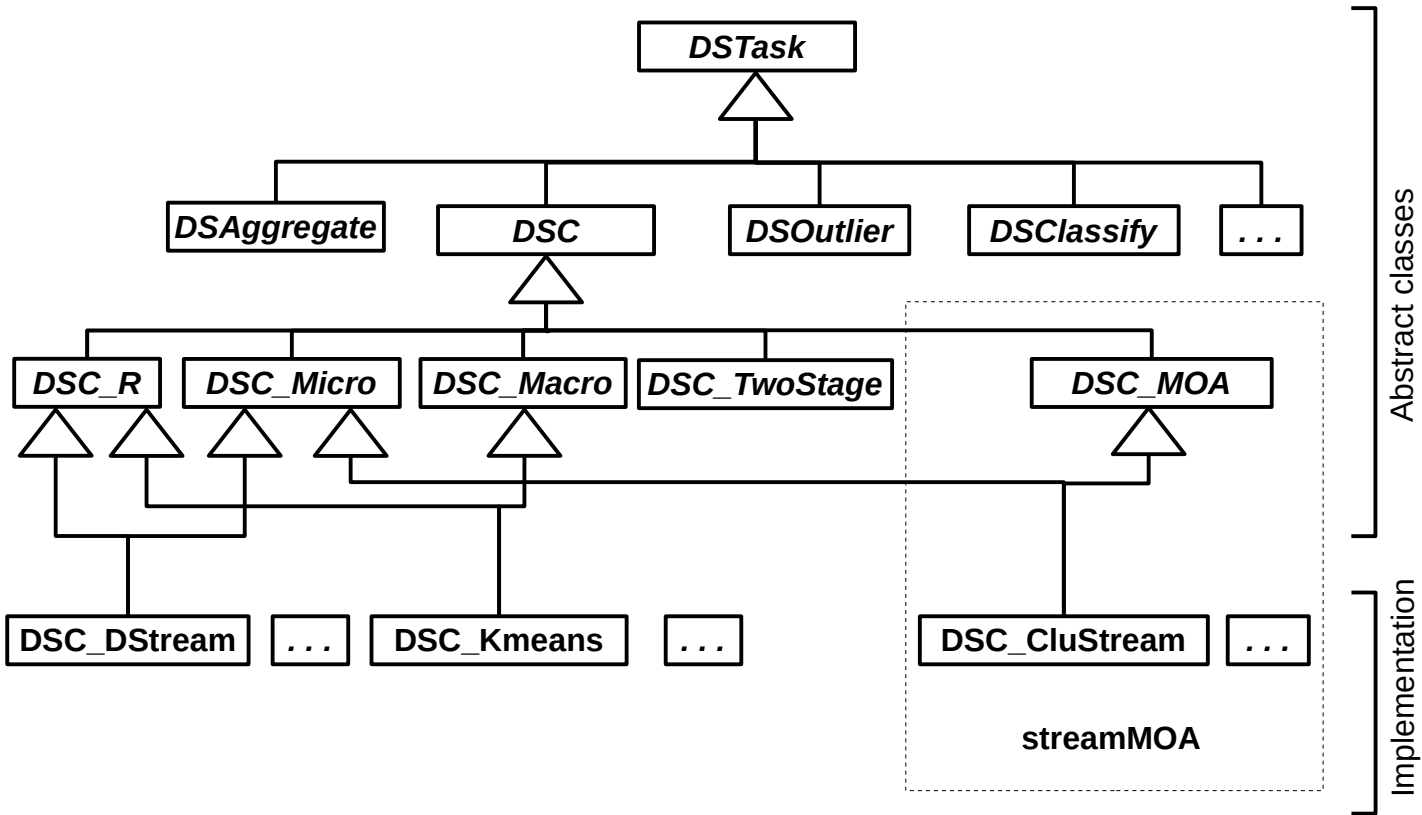 DSTask
DSAggregate
DSC
DSOutlier
DSClassify
. . .
DSC_R
DSC_Micro
DSC_Macro
DSC_TwoStage
DSC_MOA
Abstract classes
DSC_DStream
. . .
DSC_Kmeans
. . .
DSC_CluStream
. . .
streamMOA
Implementation